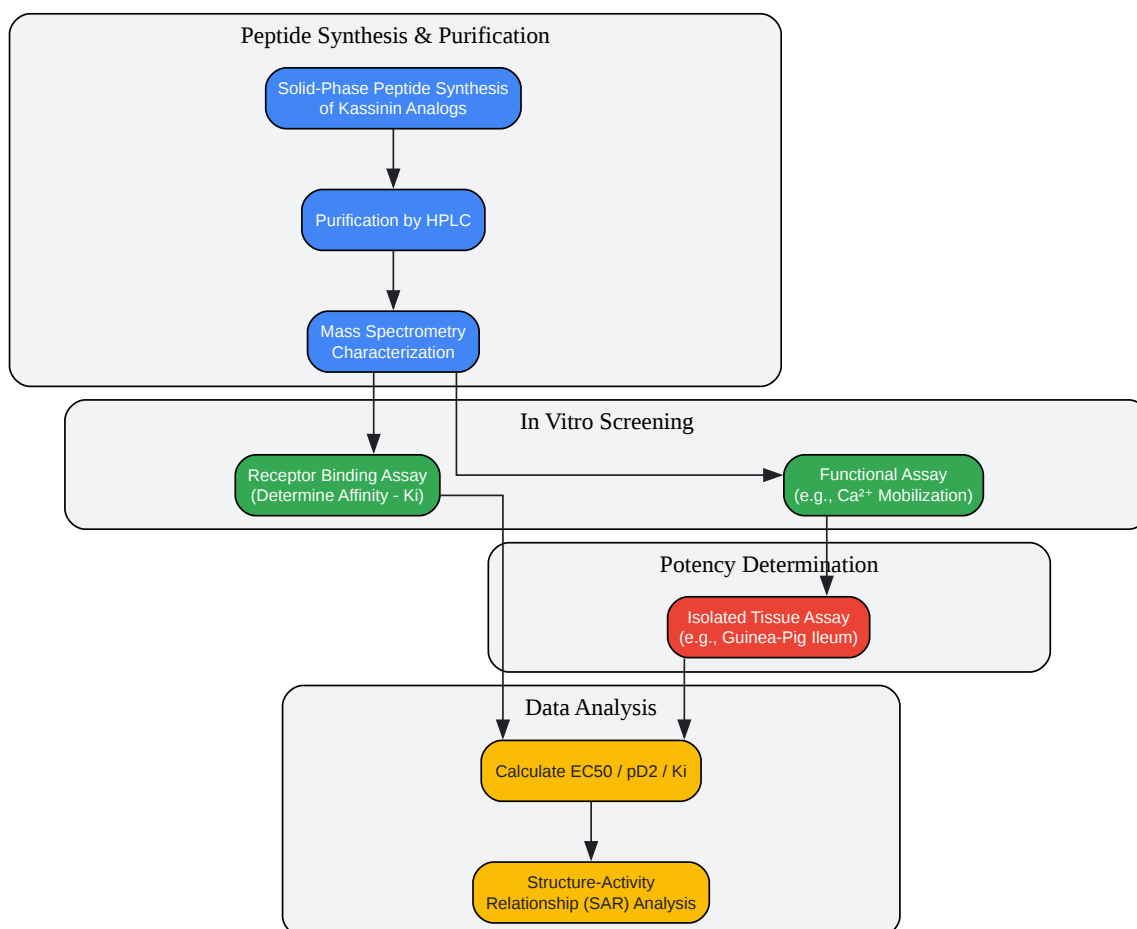 Peptide Synthesis & Purification
Solid-Phase Peptide Synthesis
of Kassinin Analogs
Purification by HPLC
Mass Spectrometry
Characterization
In Vitro Screening
Receptor Binding Assay
(Determine Affinity - Ki)
Functional Assay
(e.g., Ca²⁺ Mobilization)
Potency Determination
Isolated Tissue Assay
(e.g., Guinea-Pig Ileum)
Data Analysis
Calculate EC50 / pD2 / Ki
Structure-Activity
Relationship (SAR) Analysis